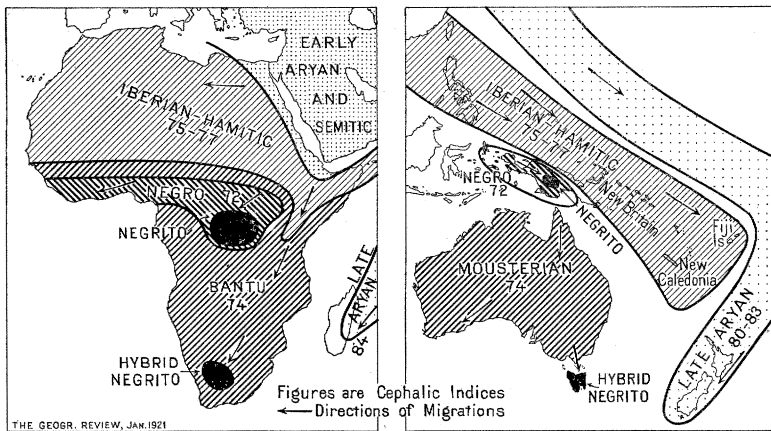 EARLY
ARYAN
AND
SEMITIC
IBERIAN-HAMITIC
75-77
NEGRO 72
NEGRITO
BANTU
74
LATE
ARYAN
84
HYBRID
NEGRITO
THE GEOGR. REVIEW, JAN. 1921
IBERIAN-HAMITIC
75-77
NEGRO
72
NEGRITO
New Britain
Fiji
Is.
New
Caledonia
MOUSTERIAN
74
LATE ARYAN
80-83
HYBRID
NEGRITO
Figures are Cephalic Indices
Directions of Migrations